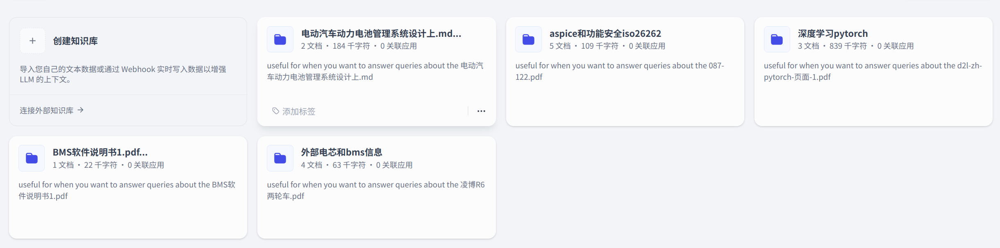 创建知识库
导入您自己的文本数据或通过 Webhook 实时写入数据以增强
LLM 的上下文。
连接外部知识库 →
电动汽车动力电池管理系统设计上.md...
2 文档 · 184 千字符 · 0 关联应用
useful for when you want to answer queries about the 电动汽
车动力电池管理系统设计上.md
添加标签
aspice和功能安全iso26262
5 文档 · 109 千字符 · 0 关联应用
useful for when you want to answer queries about the 087-
122.pdf
深度学习pytorch
3 文档 · 839 千字符 · 0 关联应用
useful for when you want to answer queries about the d2l-zh-
pytorch-页面-1.pdf
BMS软件说明书1.pdf...
1 文档 · 22 千字符 · 0 关联应用
useful for when you want to answer queries about the BMS软
件说明书1.pdf
外部电芯和bms信息
4 文档 · 63 千字符 · 0 关联应用
useful for when you want to answer queries about the 凌博R6
两轮车.pdf